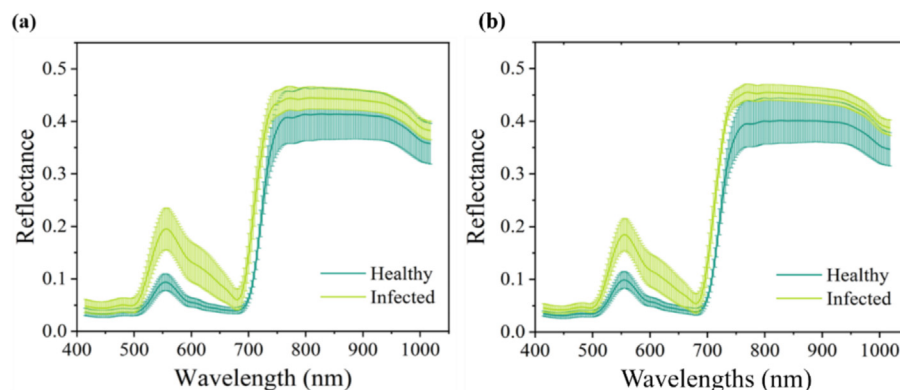 (a)
0.5
0.4
0.3
0.2
0.1
0.0
Reflectance
Healthy
Infected
400 500 600 700 800 900 1000
Wavelength (nm)
(b)
0.5
0.4
0.3
0.2
0.1
0.0
Reflectance
Healthy
Infected
400 500 600 700 800 900 1000
Wavelengths (nm)